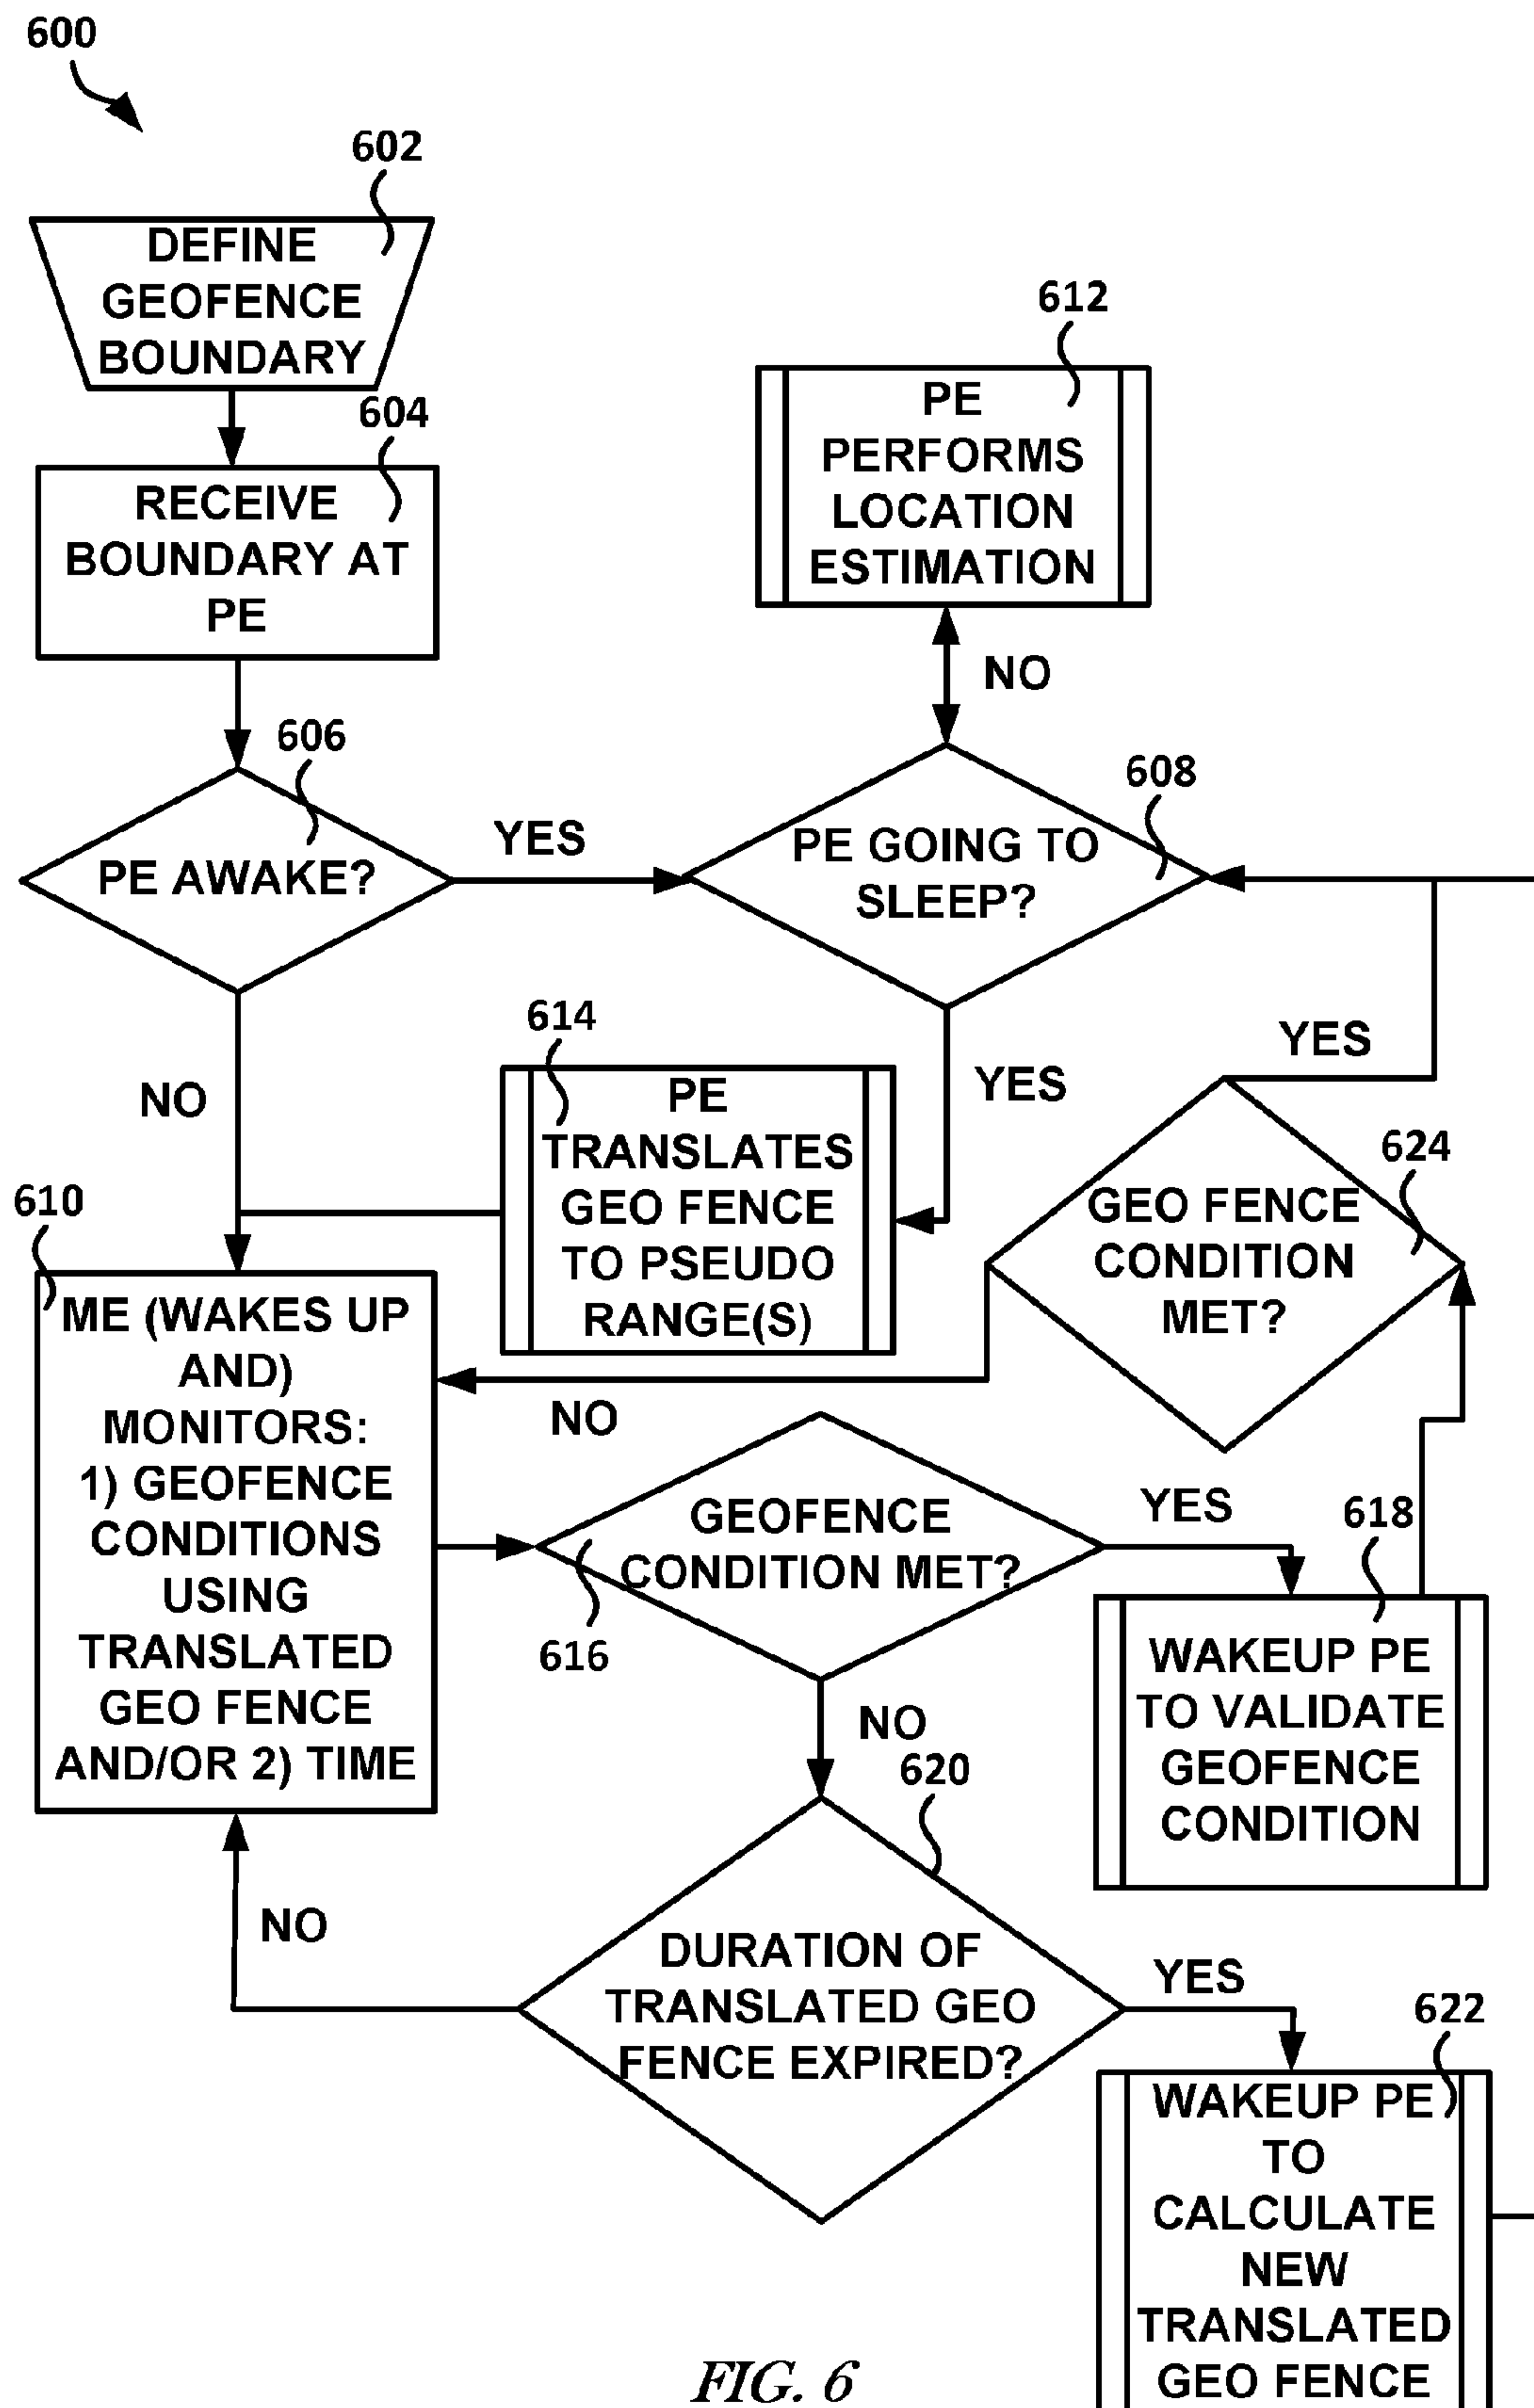 600
602
DEFINE
GEOFENCE
BOUNDARY
604
RECEIVE
BOUNDARY AT
PE
612
PE
PERFORMS
LOCATION
ESTIMATION
NO
606
PE AWAKE?
YES
608
PE GOING TO
SLEEP?
NO
614
PE
TRANSLATES
GEO FENCE
TO PSEUDO
RANGE(S)
YES
YES
624
GEO FENCE
CONDITION
MET?
NO
610
ME (WAKES UP
AND)
MONITORS:
1) GEOFENCE
CONDITIONS
USING
TRANSLATED
GEO FENCE
AND/OR 2) TIME
616
GEOFENCE
CONDITION MET?
YES
618
WAKEUP PE
TO VALIDATE
GEOFENCE
CONDITION
NO
620
DURATION OF
TRANSLATED GEO
FENCE EXPIRED?
NO
YES
622
WAKEUP PE
TO
CALCULATE
NEW
TRANSLATED
GEO FENCE
FIG. 6